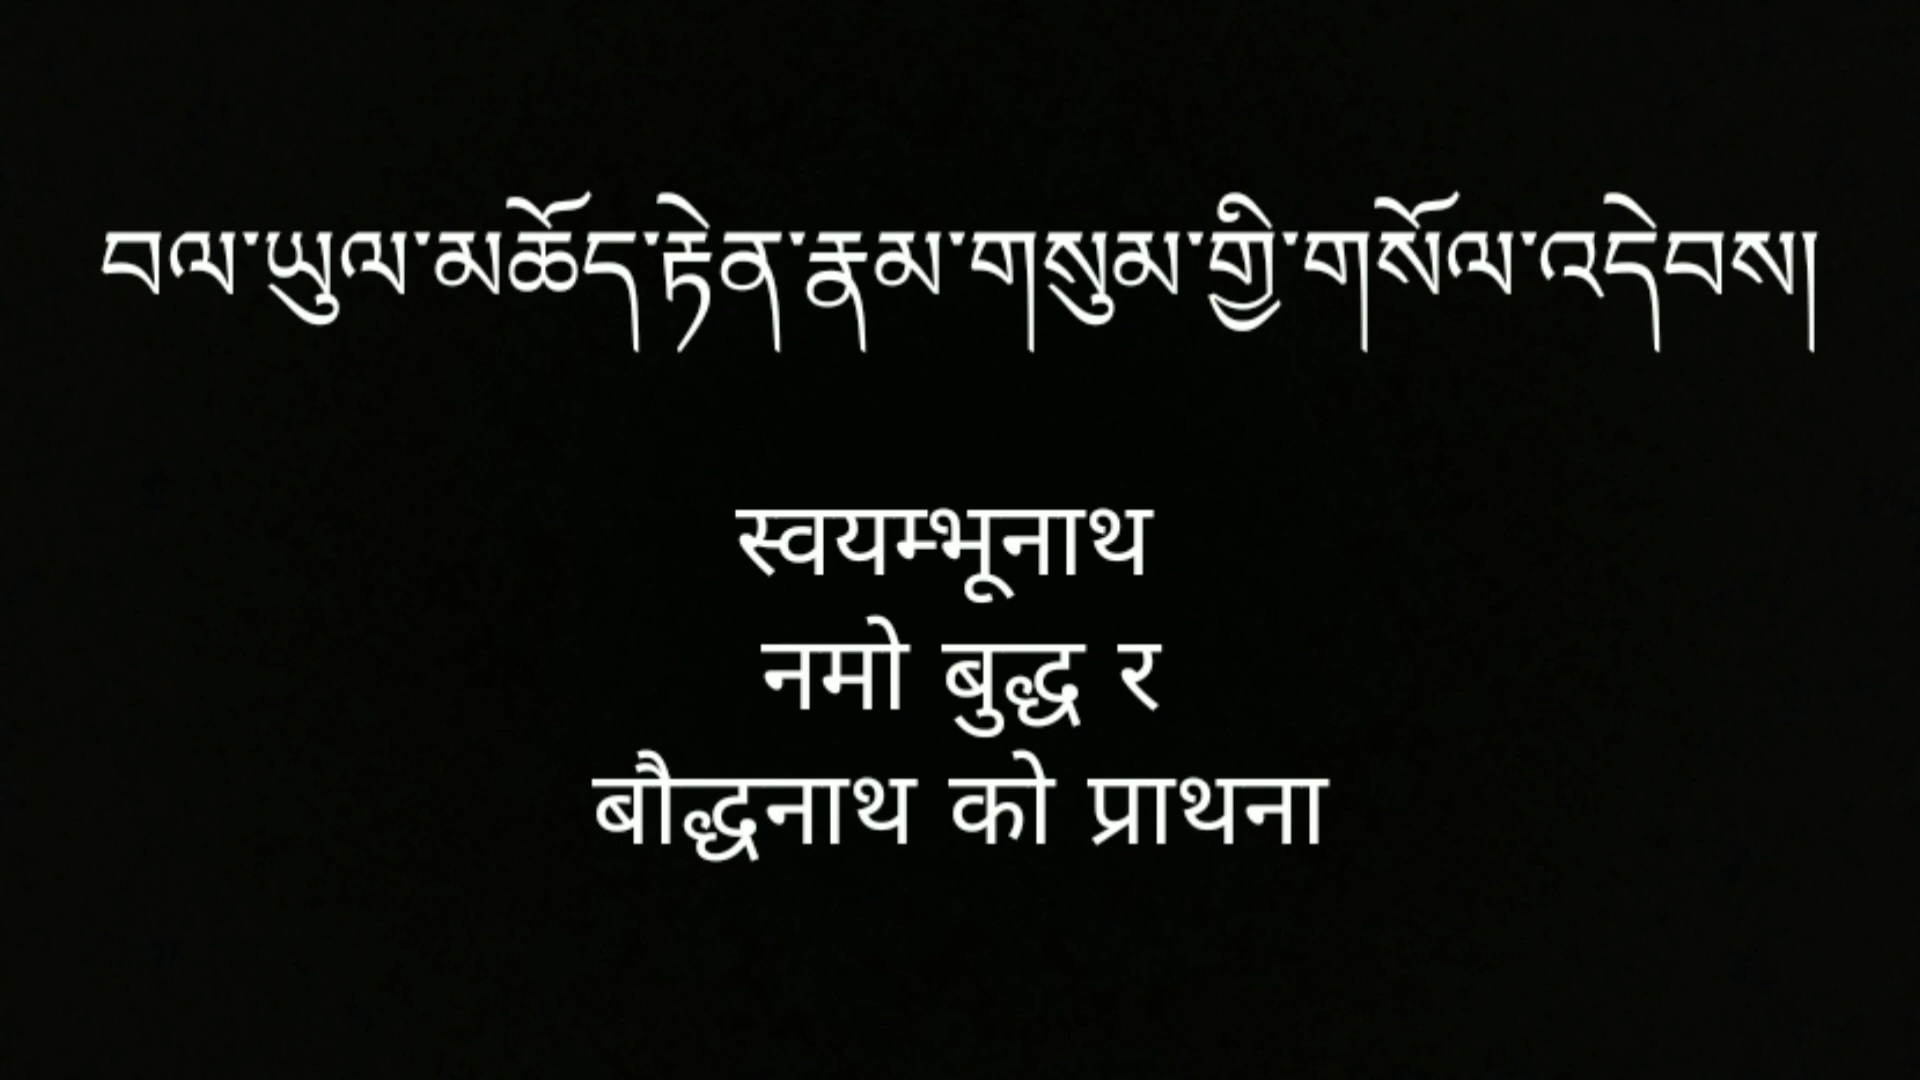 བལ་ཡུལ་མཆོད་རྟེན་རྣམ་གསུམ་གྱི་གསོལ་འདེབས།
स्वयम्भूनाथ
नमो बुद्ध र
बौद्धनाथ को प्राथना